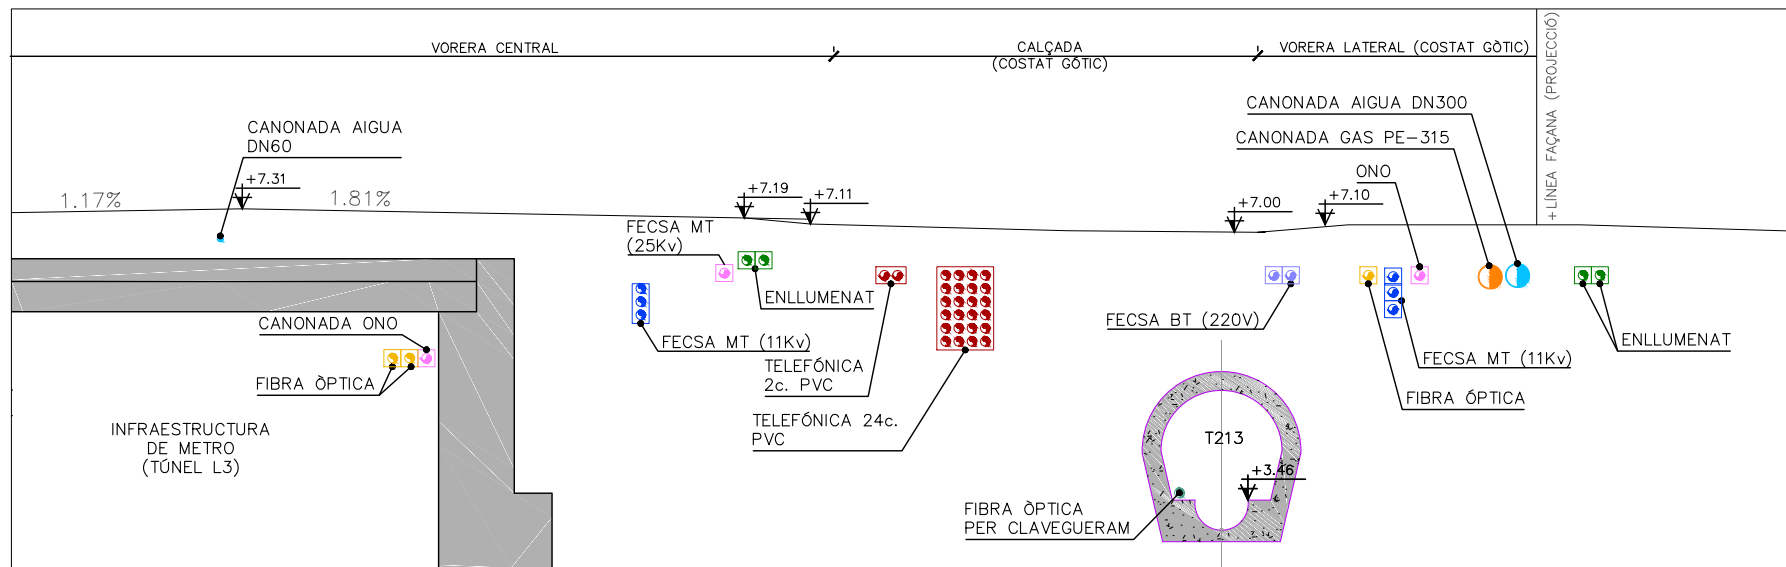 VORERA CENTRAL
CALÇADA
(COSTAT GÒTIC)
VORERA LATERAL (COSTAT GÒTIC)
+LÍNEA FAÇANA (PROJECCIÓ)
CANONADA AIGUA DN300
CANONADA GAS PE-315
CANONADA AIGUA
DN60
ONO
+7.31
+7.19
+7.11
+7.00
+7.10
1.17%
1.81%
FECSA MT
(25Kv)
ENLLUMENAT
FECSA MT (11Kv)
CANONADA ONO
FIBRA ÒPTICA
TELEFÓNICA
2c. PVC
TELEFÓNICA 24c.
PVC
FECSA BT (220V)
ENLLUMENAT
FECSA MT (11Kv)
FIBRA ÓPTICA
INFRAESTRUCTURA
DE METRO
(TÚNEL L3)
T213
+3.46
FIBRA ÒPTICA
PER CLAVEGUERAM